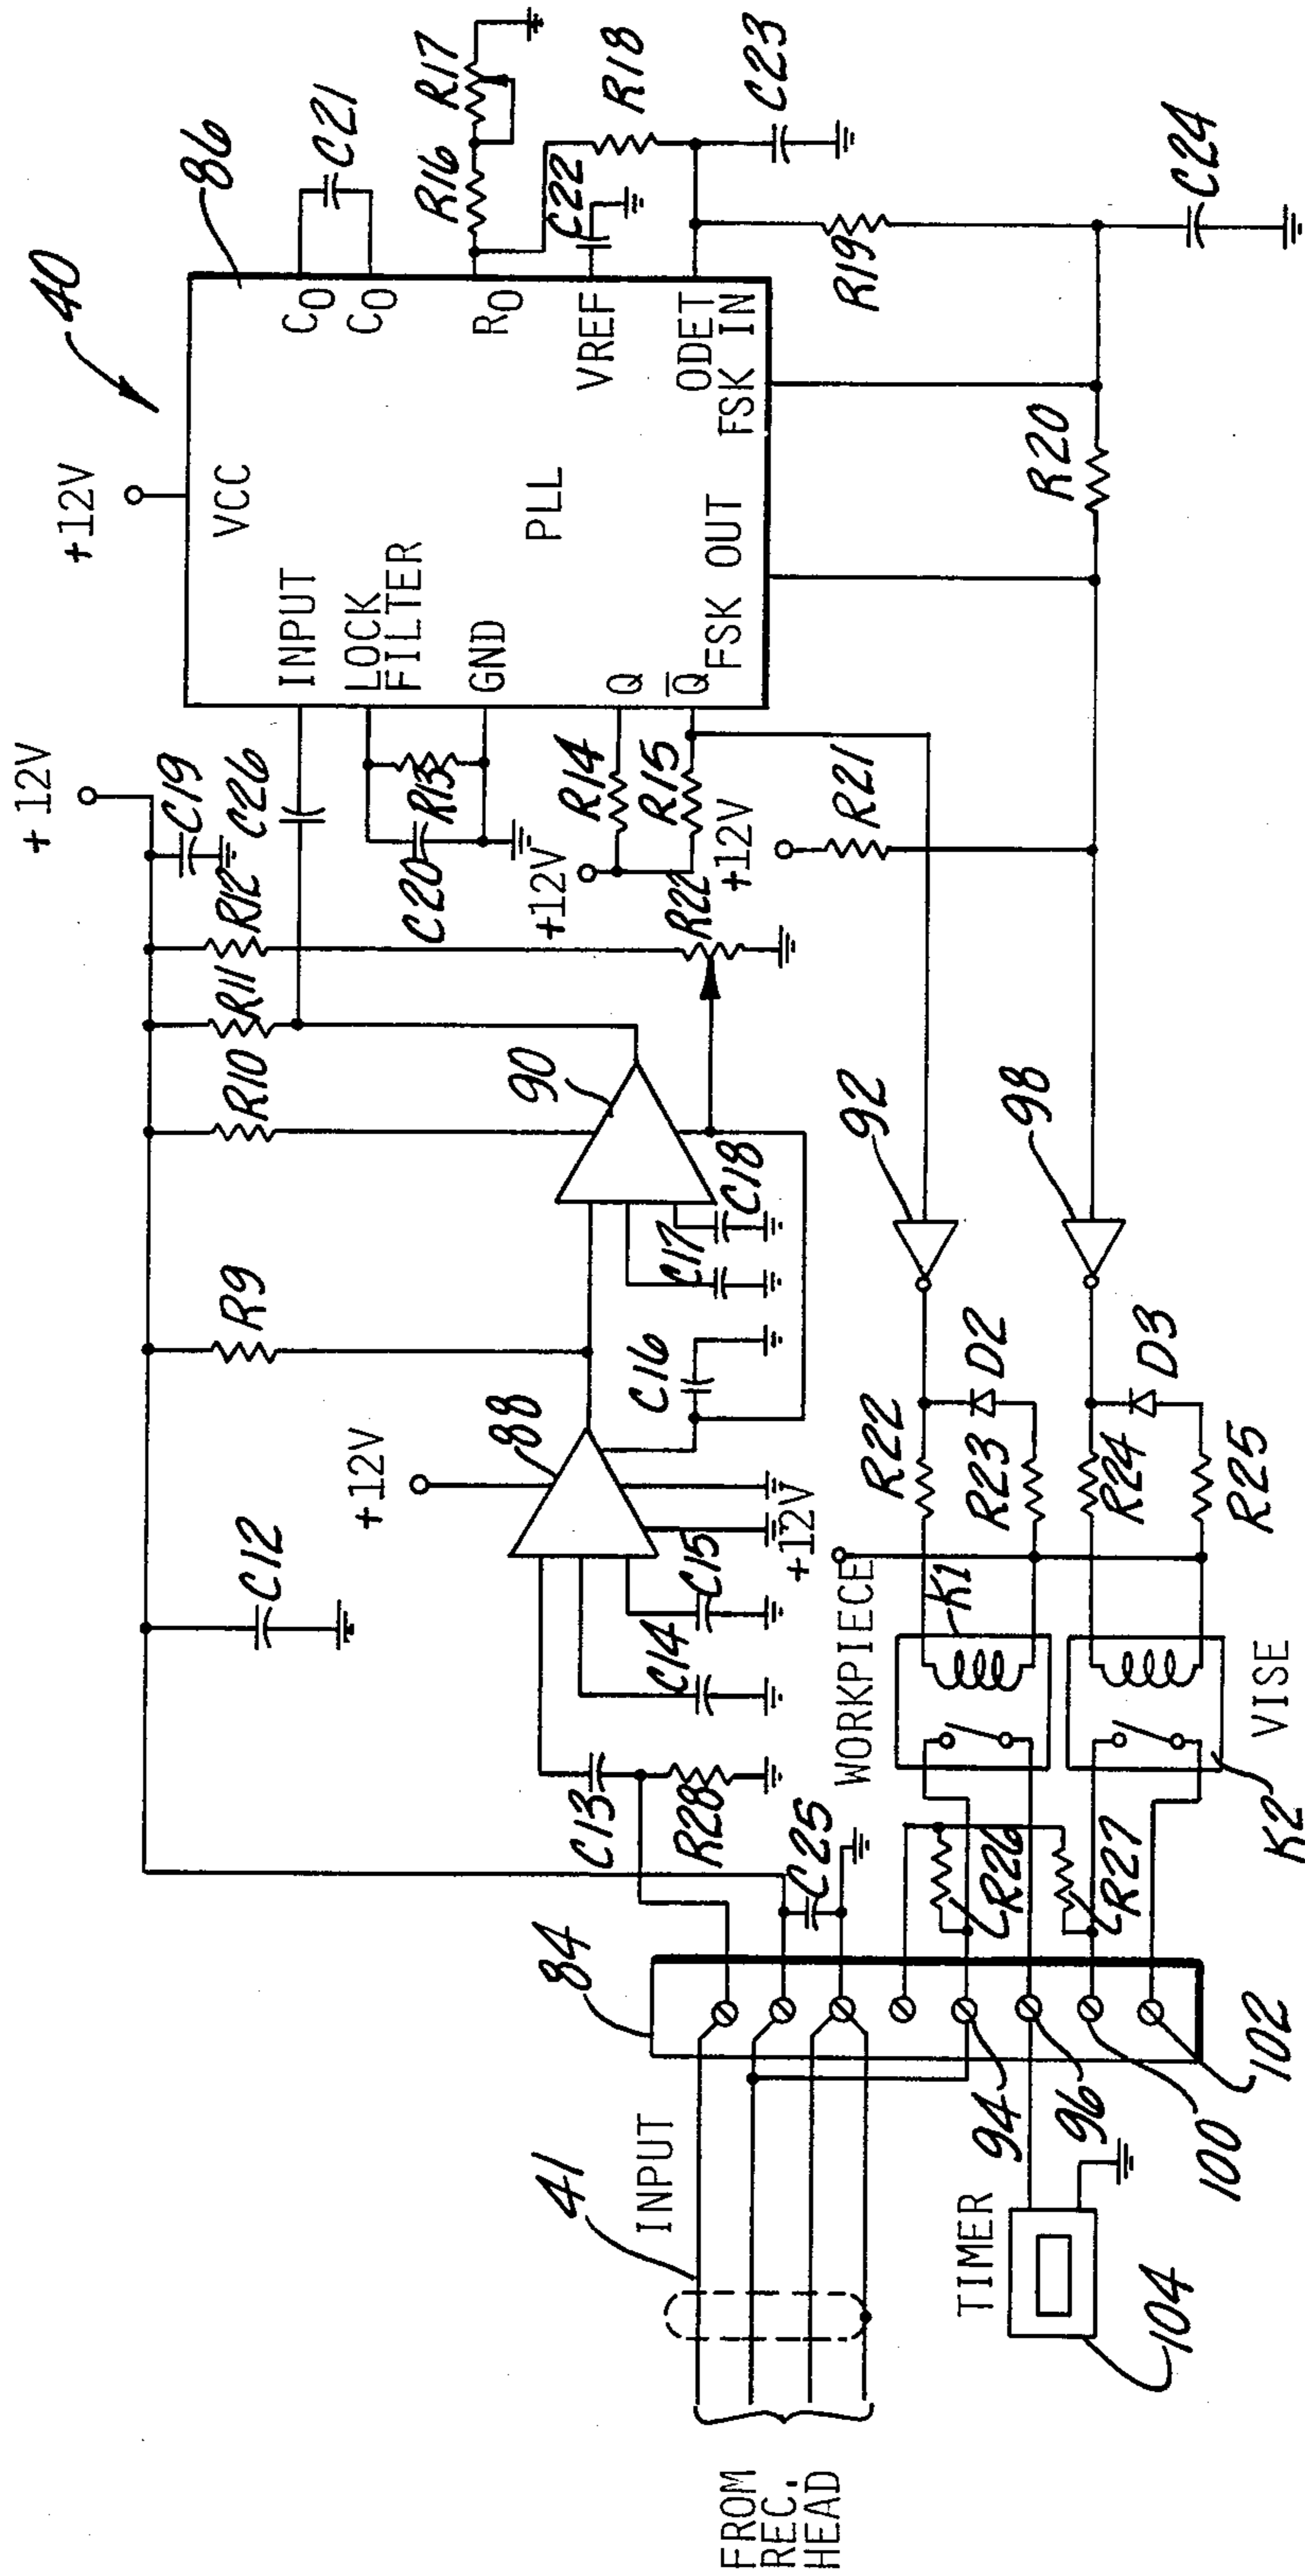 40
+12V
86
VCC
C21
CO
CO
INPUT
LOCK
FILTER
GND
PLL
RO
VREF
ODET
FSK IN
Q
Q̅
FSK OUT
R16
R17
C22
R18
C23
R19
C24
R20
+12V
C19
C26
R12
R11
R10
C20
R13
+12V
R14
R15
R22
+12V
R21
90
R9
C17
C18
+12V
88
C16
C12
C14
C15
+12V
C13
R28
C25
92
98
R22
D2
R23
R24
D3
R25
WORKPIECE
K1
VISE
K2
R26
R27
84
41
INPUT
FROM
REC.
HEAD
TIMER
94
96
100
102
104